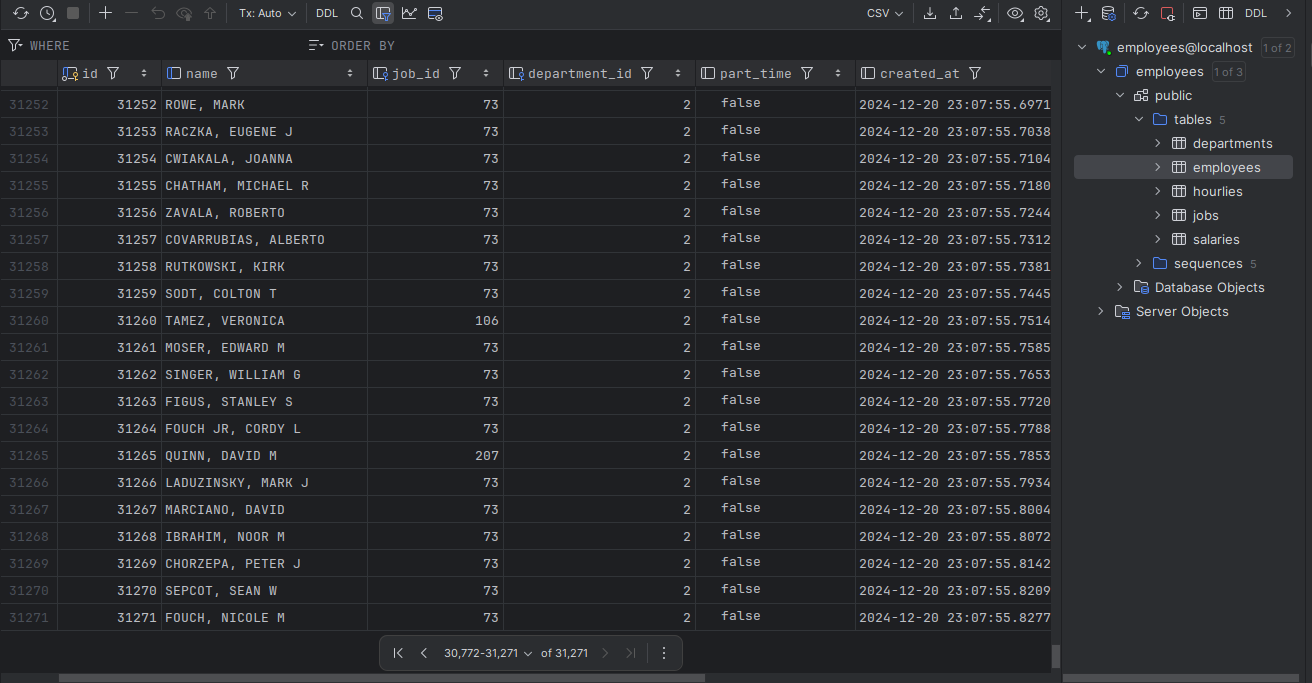 Tx: Auto DDL CSV DDL
WHERE ORDER BY
id name job_id department_id part_time created_at
31252 31252 ROWE, MARK 73 2 false 2024-12-20 23:07:55.6971
31253 31253 RACZKA, EUGENE J 73 2 false 2024-12-20 23:07:55.7038
31254 31254 CWIAKALA, JOANNA 73 2 false 2024-12-20 23:07:55.7104
31255 31255 CHATHAM, MICHAEL R 73 2 false 2024-12-20 23:07:55.7180
31256 31256 ZAVALA, ROBERTO 73 2 false 2024-12-20 23:07:55.7244
31257 31257 COVARRUBIAS, ALBERTO 73 2 false 2024-12-20 23:07:55.7312
31258 31258 RUTKOWSKI, KIRK 73 2 false 2024-12-20 23:07:55.7381
31259 31259 SODT, COLTON T 73 2 false 2024-12-20 23:07:55.7445
31260 31260 TAMEZ, VERONICA 106 2 false 2024-12-20 23:07:55.7514
31261 31261 MOSER, EDWARD M 73 2 false 2024-12-20 23:07:55.7585
31262 31262 SINGER, WILLIAM G 73 2 false 2024-12-20 23:07:55.7653
31263 31263 FIGUS, STANLEY S 73 2 false 2024-12-20 23:07:55.7720
31264 31264 FOUCH JR, CORDY L 73 2 false 2024-12-20 23:07:55.7788
31265 31265 QUINN, DAVID M 207 2 false 2024-12-20 23:07:55.7853
31266 31266 LADUZINSKY, MARK J 73 2 false 2024-12-20 23:07:55.7934
31267 31267 MARCIANO, DAVID 73 2 false 2024-12-20 23:07:55.8004
31268 31268 IBRAHIM, NOOR M 73 2 false 2024-12-20 23:07:55.8072
31269 31269 CHORZEPA, PETER J 73 2 false 2024-12-20 23:07:55.8142
31270 31270 SEPCOT, SEAN W 73 2 false 2024-12-20 23:07:55.8209
31271 31271 FOUCH, NICOLE M 73 2 false 2024-12-20 23:07:55.8277
30,772-31,271 of 31,271
employees@localhost 1 of 2
employees 1 of 3
public
tables 5
departments
employees
hourlies
jobs
salaries
sequences 5
Database Objects
Server Objects